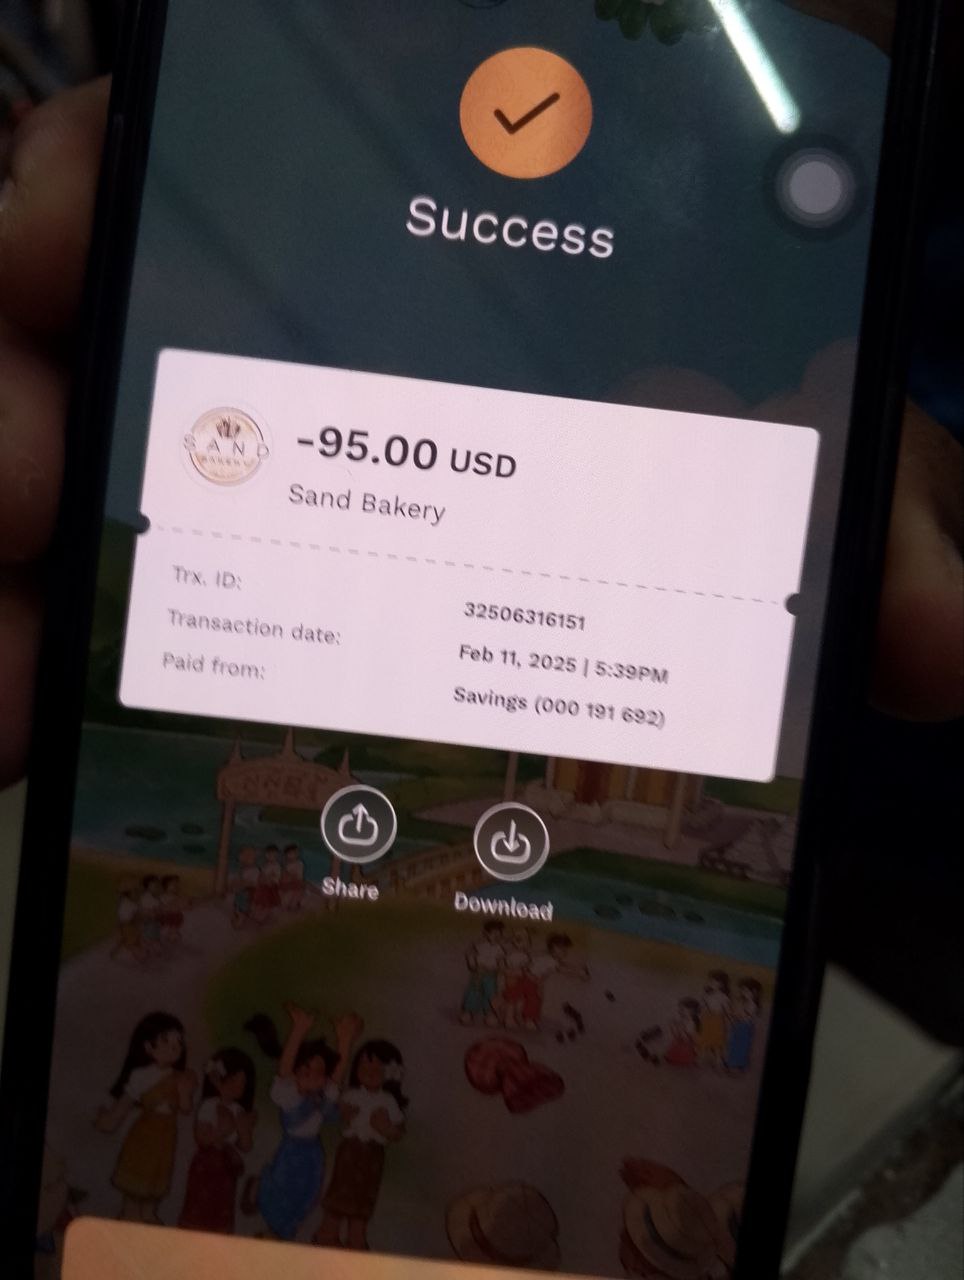 Success
SAND
BAKERY
-95.00 USD
Sand Bakery
Trx. ID: 32506316151
Transaction date: Feb 11, 2025 | 5:39PM
Paid from: Savings (000 191 692)
Share
Download